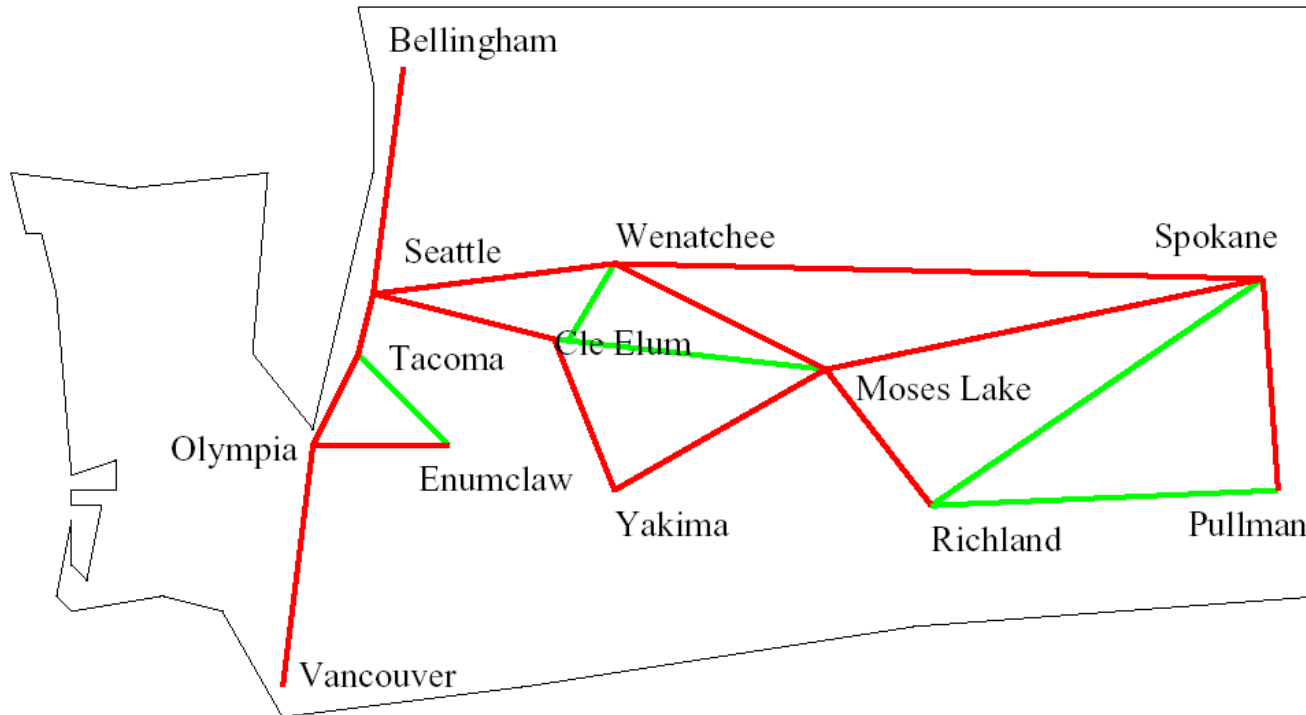 Bellingham
Wenatchee
Spokane
Seattle
Cle Elum
Tacoma
Moses Lake
Olympia
Enumclaw
Yakima
Pullman
Richland
Vancouver